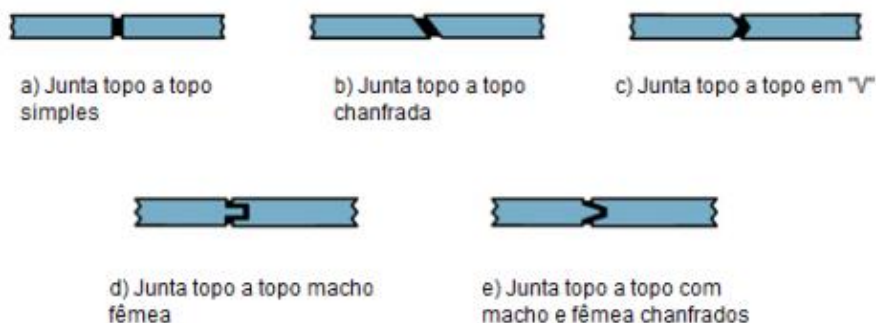 a) Junta topo a topo
simples
b) Junta topo a topo
chanfrada
c) Junta topo a topo em "V"
d) Junta topo a topo macho
fêmea
e) Junta topo a topo com
macho e fêmea chanfrados